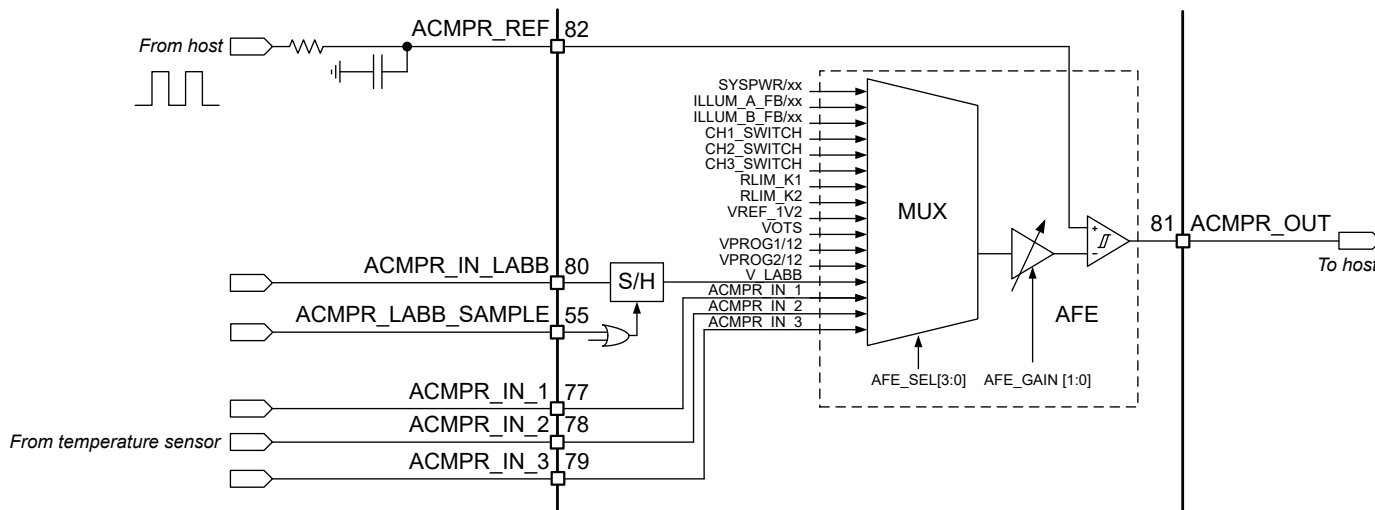 ACMPR_REF 82
From host
SYSPWR/xx
ILLUM_A_FB/xx
ILLUM_B_FB/xx
CH1_SWITCH
CH2_SWITCH
CH3_SWITCH
RLIM_K1
RLIM_K2
VREF_1V2
VOTS
VPROG1/12
VPROG2/12
V_LABB
ACMPR_IN_1
ACMPR_IN_2
ACMPR_IN_3
MUX
+
−
81 ACMPR_OUT
To host
ACMPR_IN_LABB 80
S/H
ACMPR_LABB_SAMPLE 55
AFE
AFE_SEL[3:0] AFE_GAIN [1:0]
ACMPR_IN_1 77
From temperature sensor ACMPR_IN_2 78
ACMPR_IN_3 79